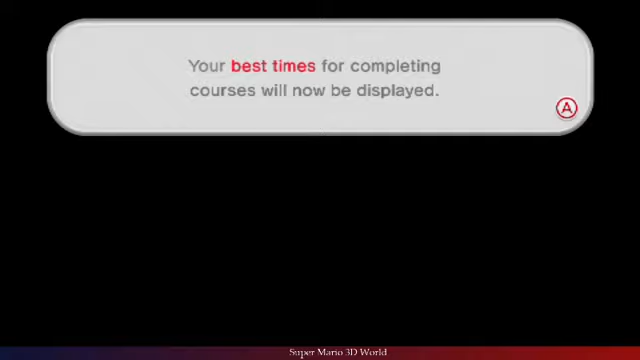 Your best times for completing
courses will now be displayed.
A
Super Mario 3D World